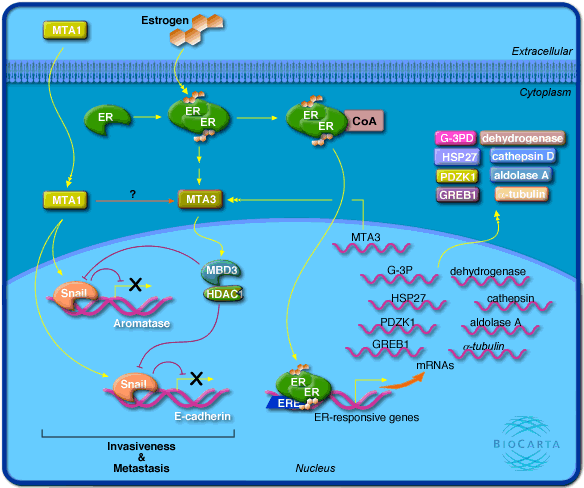 MTA1
Estrogen
Extracellular
Cytoplasm
ER
ER
ER
ER
ER
CoA
G-3PD
dehydrogenase
HSP27
cathepsin D
PDZK1
aldolase A
GREB1
α-tubulin
MTA1
?
MTA3
MTA3
MBD3
HDAC1
G-3P
dehydrogenase
HSP27
cathepsin
PDZK1
aldolase A
GREB1
α-tubulin
mRNAs
Snail
X
Aromatase
Snail
X
E-cadherin
ER
ER
ERE
ER-responsive genes
Invasiveness
&
Metastasis
Nucleus
BIOCARTA